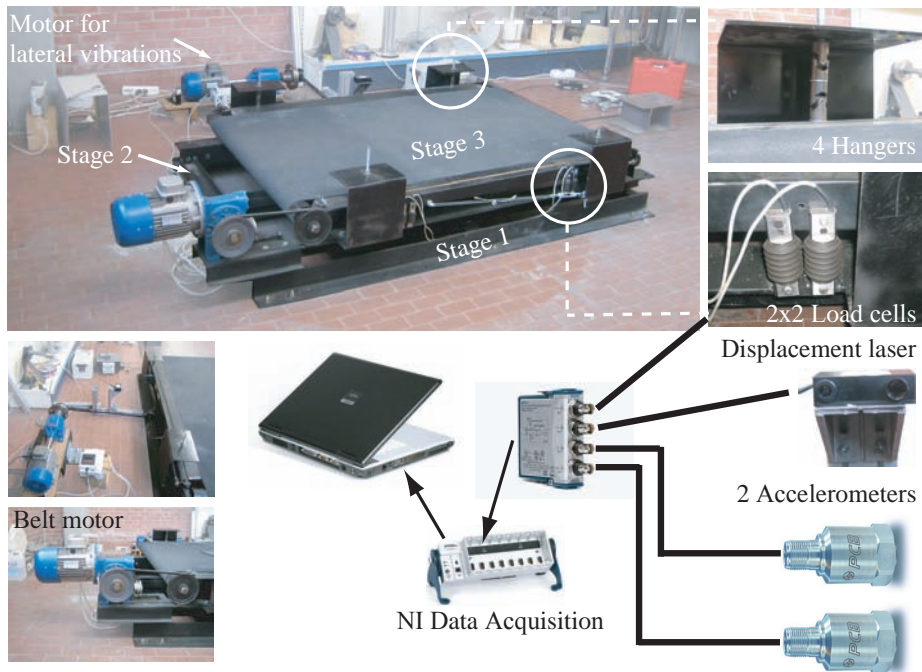 Motor for
lateral vibrations
Stage 2
Stage 3
Stage 1
4 Hangers
2x2 Load cells
Displacement laser
2 Accelerometers
Belt motor
NI Data Acquisition
PCB
PCB